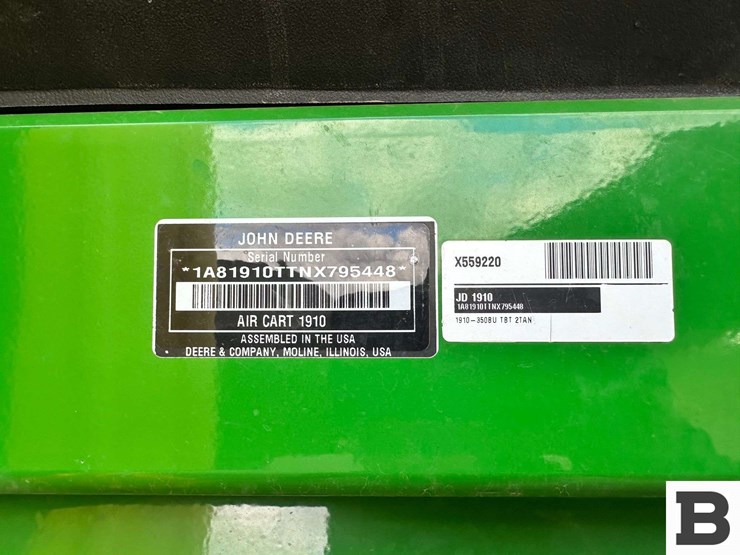 JOHN DEERE
Serial Number
*1A81910TTNX795448*
AIR CART 1910
ASSEMBLED IN THE USA
DEERE & COMPANY, MOLINE, ILLINOIS, USA
X559220
JD 1910
1A81910TTNX795448
1910-350BU TBT 2TAN
B